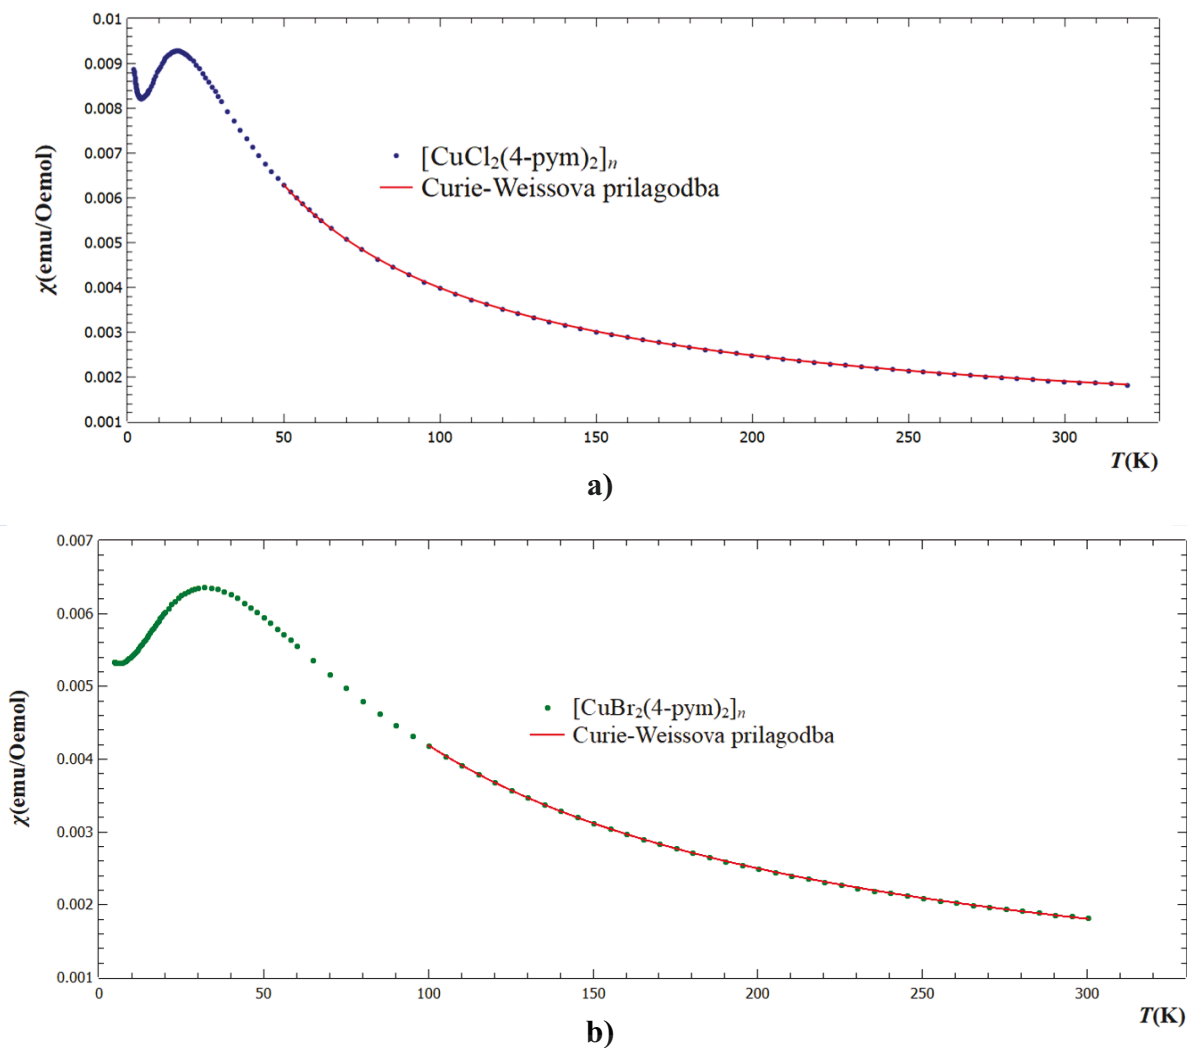 0.01
0.009
0.008
0.007
0.006
0.005
0.004
0.003
0.002
0.001
χ(emu/Oemol)
[CuCl₂(4-pym)₂]ₙ
Curie-Weissova prilagodba
0 50 100 150 200 250 300
T(K)
a)
0.007
0.006
0.005
0.004
0.003
0.002
0.001
χ(emu/Oemol)
[CuBr₂(4-pym)₂]ₙ
Curie-Weissova prilagodba
0 50 100 150 200 250 300
T(K)
b)